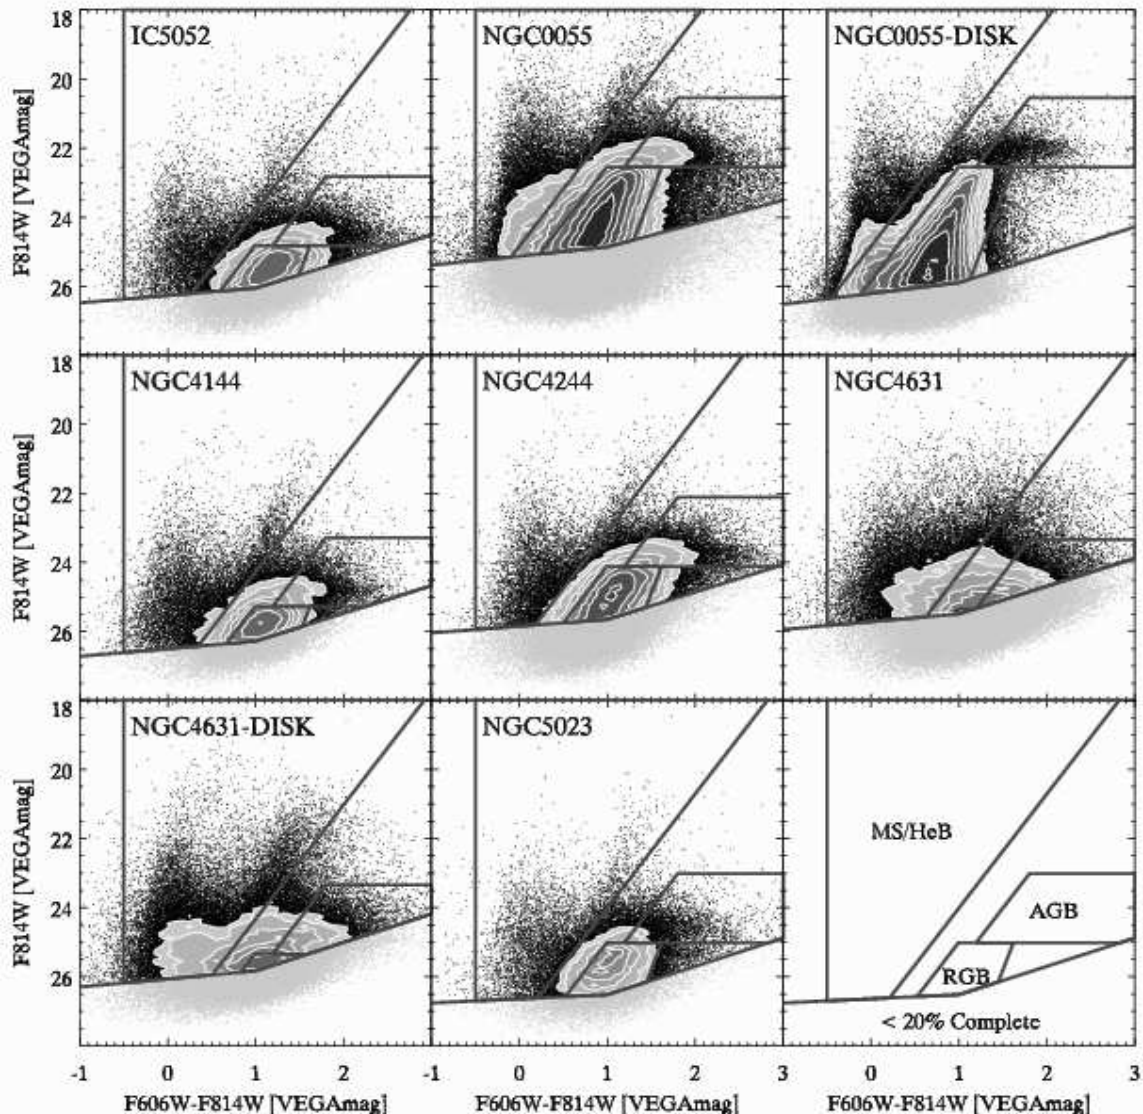 IC5052
NGC0055
NGC0055-DISK
18
20
22
24
26
F814W [VEGAmag]
NGC4144
NGC4244
NGC4631
18
20
22
24
26
F814W [VEGAmag]
NGC4631-DISK
NGC5023
18
20
22
24
26
F814W [VEGAmag]
MS/HeB
AGB
RGB
< 20% Complete
-1 0 1 2 -1 0 1 2 3 0 1 2 3
F606W-F814W [VEGAmag] F606W-F814W [VEGAmag] F606W-F814W [VEGAmag]